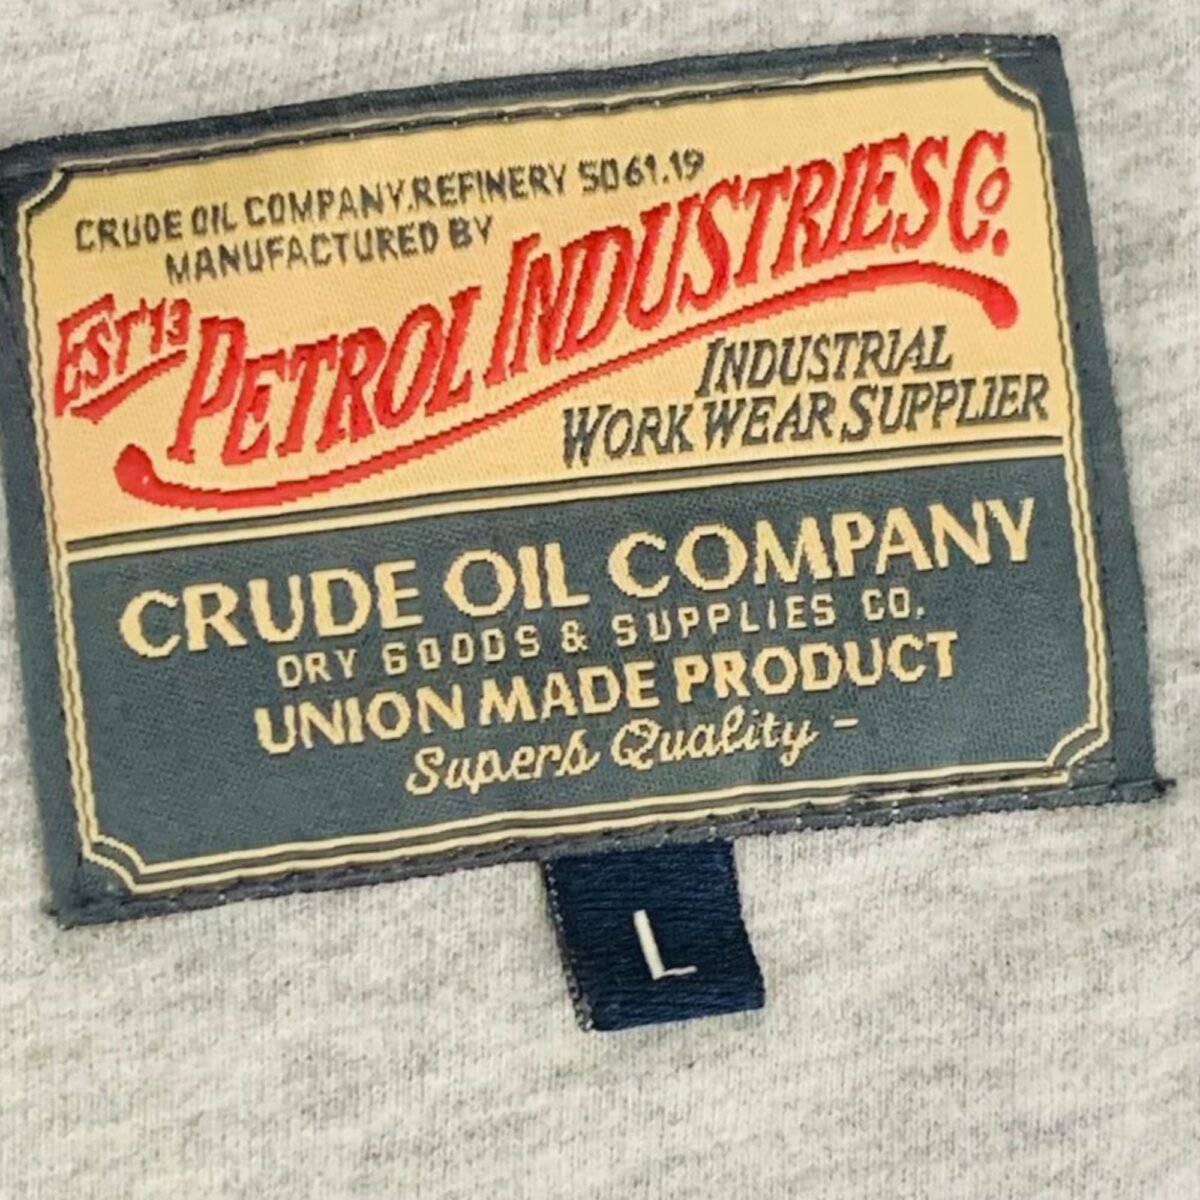 CRUDE OIL COMPANY.REFINERY SO61.19
MANUFACTURED BY
EST'13 PETROL INDUSTRIES Co.
INDUSTRIAL
WORK WEAR SUPPLIER
CRUDE OIL COMPANY
DRY GOODS & SUPPLIES CO.
UNION MADE PRODUCT
Superb Quality -
L